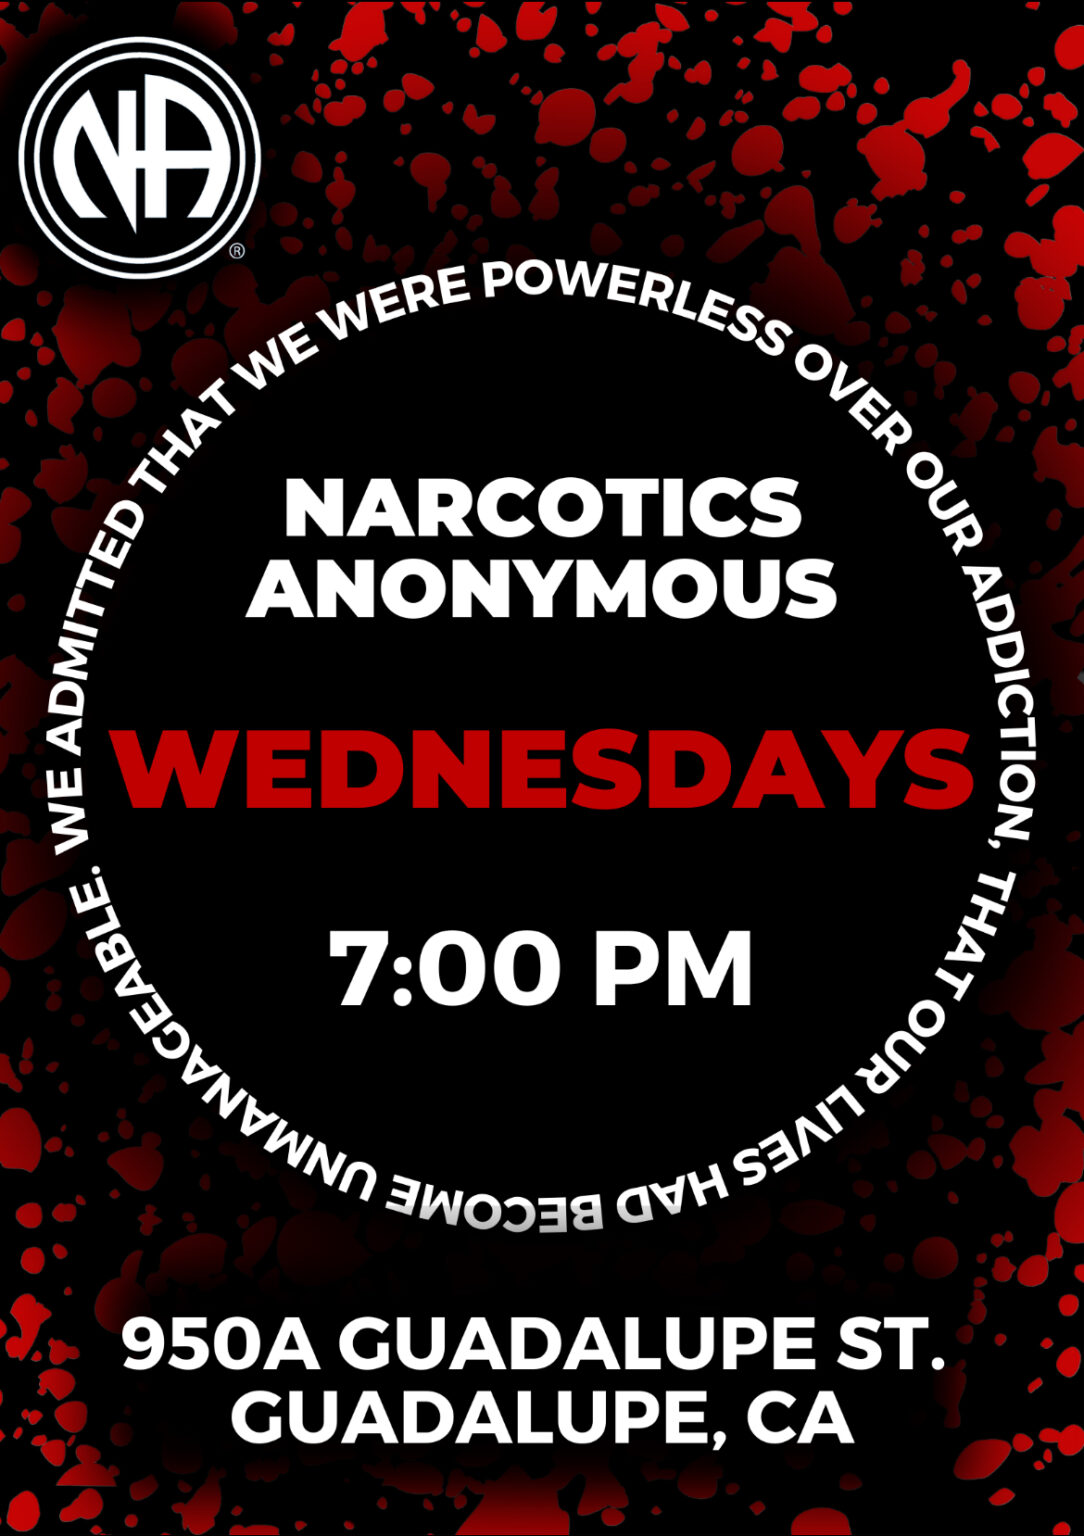 NA
®
WE ADMITTED THAT WE WERE POWERLESS OVER OUR ADDICTION, THAT OUR LIVES HAD BECOME UNMANAGEABLE.
NARCOTICS
ANONYMOUS
WEDNESDAYS
7:00 PM
950A GUADALUPE ST.
GUADALUPE, CA